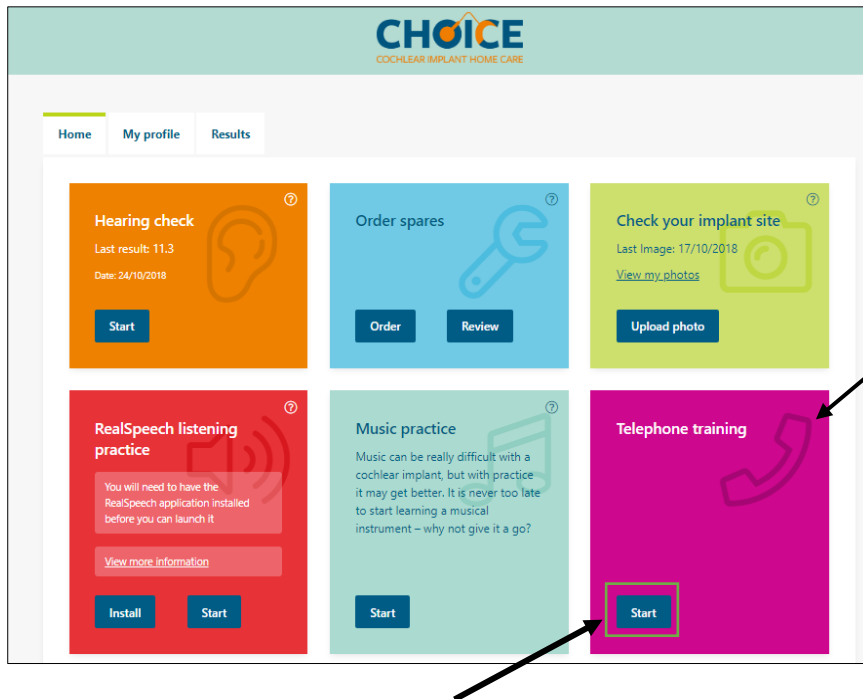 CHOICE
COCHLEAR IMPLANT HOME CARE
Home
My profile
Results
Hearing check
Last result: 11.3
Date: 24/10/2018
Start
Order spares
Order
Review
Check your implant site
Last Image: 17/10/2018
View my photos
Upload photo
RealSpeech listening
practice
You will need to have the
RealSpeech application installed
before you can launch it
View more information
Install
Start
Music practice
Music can be really difficult with a
cochlear implant, but with practice
it may get better. It is never too late
to start learning a musical
instrument – why not give it a go?
Start
Telephone training
Start